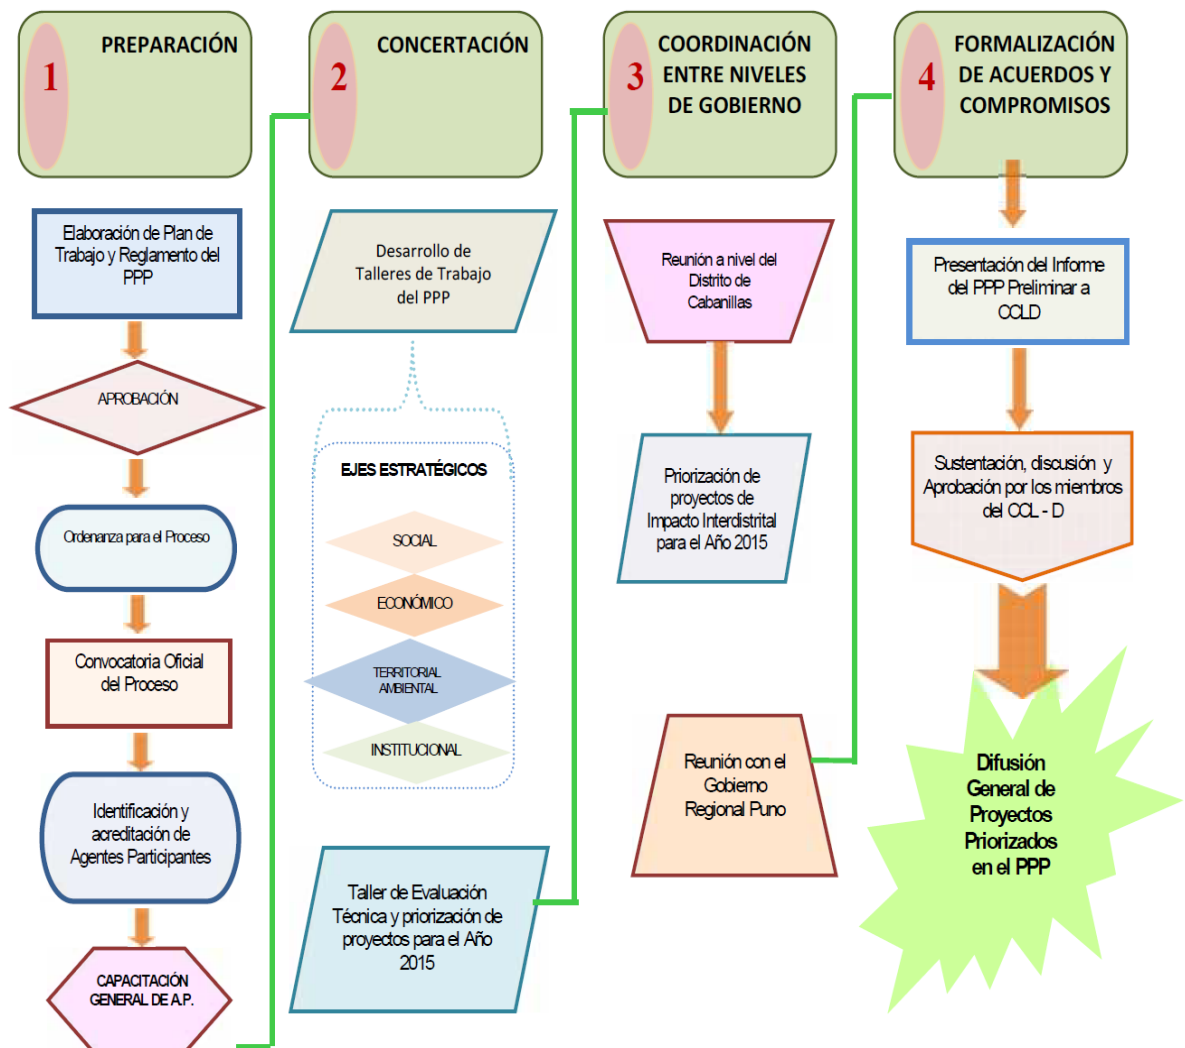 1
PREPARACIÓN
Elaboración de Plan de
Trabajo y Reglamento del
PPP
APROBACIÓN
Ordenanza para el Proceso
Convocatoria Oficial
del Proceso
Identificación y
acreditación de
Agentes Participantes
CAPACITACIÓN
GENERAL DE A.P.
2
CONCERTACIÓN
Desarrollo de
Talleres de Trabajo
del PPP
EJES ESTRATÉGICOS
SOCIAL
ECONÓMICO
TERRITORIAL
AMBIENTAL
INSTITUCIONAL
Taller de Evaluación
Técnica y priorización de
proyectos para el Año
2015
3
COORDINACIÓN
ENTRE NIVELES
DE GOBIERNO
Reunión a nivel del
Distrito de
Cabanillas
Priorización de
proyectos de
Impacto Interdistrital
para el Año 2015
Reunión con el
Gobierno
Regional Puno
4
FORMALIZACIÓN
DE ACUERDOS Y
COMPROMISOS
Presentación del Informe
del PPP Preliminar a
CCLD
Sustentación, discusión y
Aprobación por los miembros
del CCL - D
Difusión
General de
Proyectos
Priorizados
en el PPP